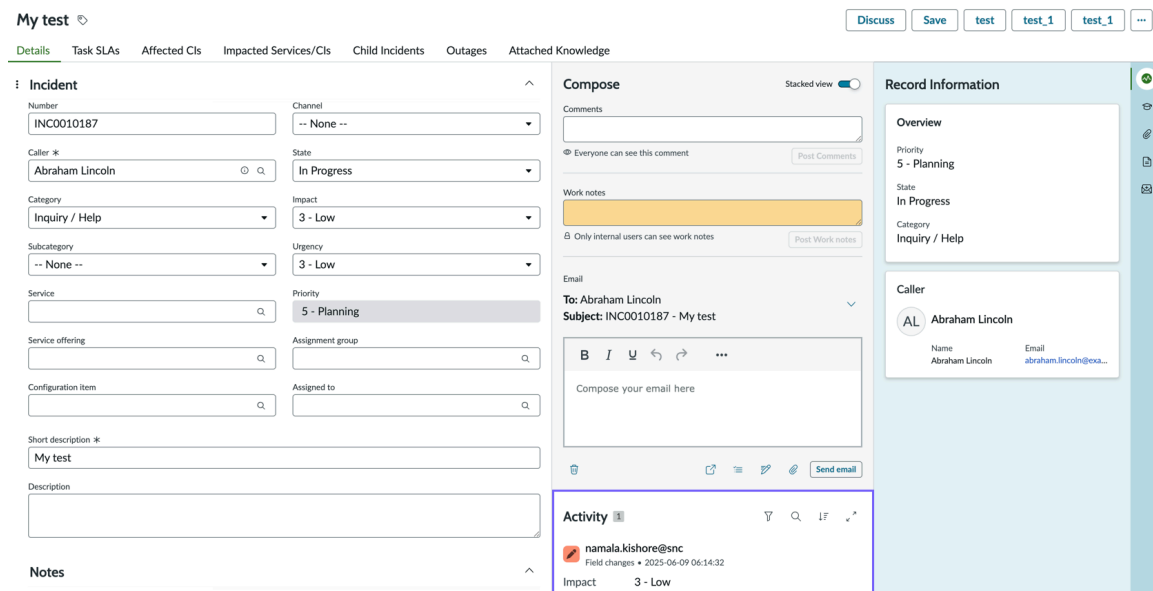 My test
Discuss
Save
test
test_1
test_1
Details
Task SLAs
Affected CIs
Impacted Services/CIs
Child Incidents
Outages
Attached Knowledge
Incident
Number
INC0010187
Channel
-- None --
Caller
Abraham Lincoln
State
In Progress
Category
Inquiry / Help
Impact
3 - Low
Subcategory
-- None --
Urgency
3 - Low
Service
Priority
5 - Planning
Service offering
Assignment group
Configuration item
Assigned to
Short description
My test
Description
Notes
Compose
Stacked view
Comments
Everyone can see this comment
Post Comments
Work notes
Only internal users can see work notes
Post Work notes
Email
To: Abraham Lincoln
Subject: INC0010187 - My test
B I U
Compose your email here
Send email
Activity 1
namala.kishore@snc
Field changes • 2025-06-09 06:14:32
Impact 3 - Low
Record Information
Overview
Priority
5 - Planning
State
In Progress
Category
Inquiry / Help
Caller
AL Abraham Lincoln
Name
Abraham Lincoln
Email
abraham.lincoln@exa...